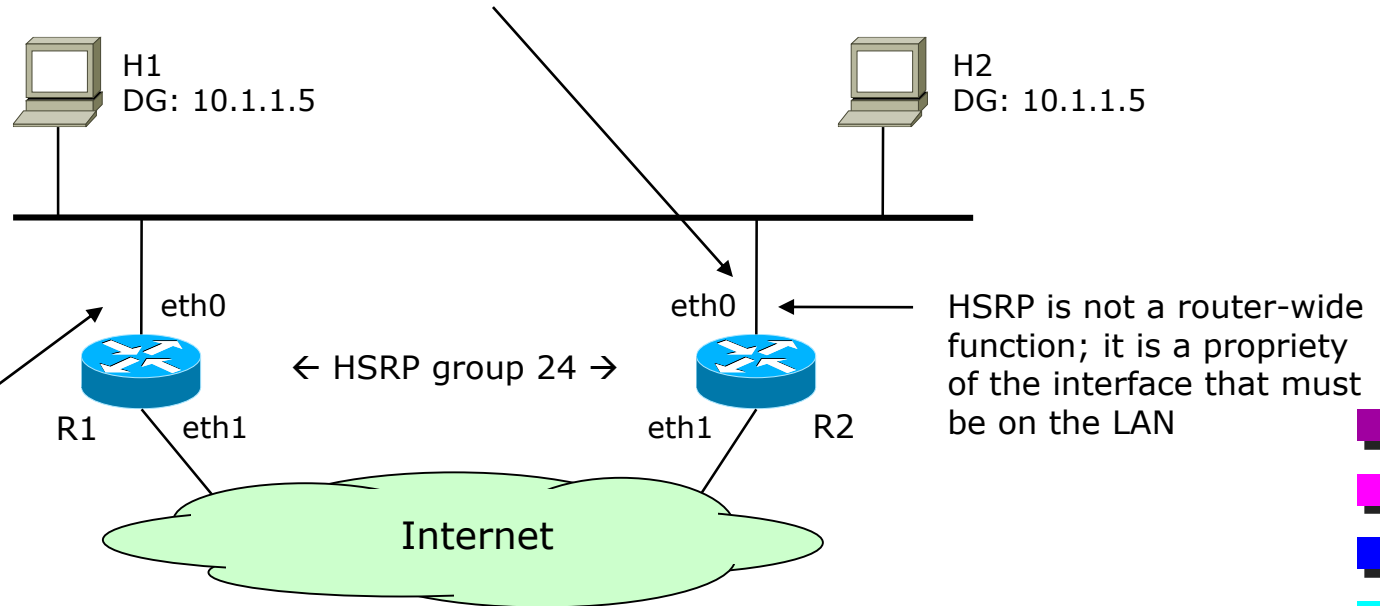 H1
DG: 10.1.1.5
H2
DG: 10.1.1.5
eth0
eth0
HSRP is not a router-wide
function; it is a propriety
of the interface that must
be on the LAN
← HSRP group 24 →
R1
eth1
eth1
R2
Internet